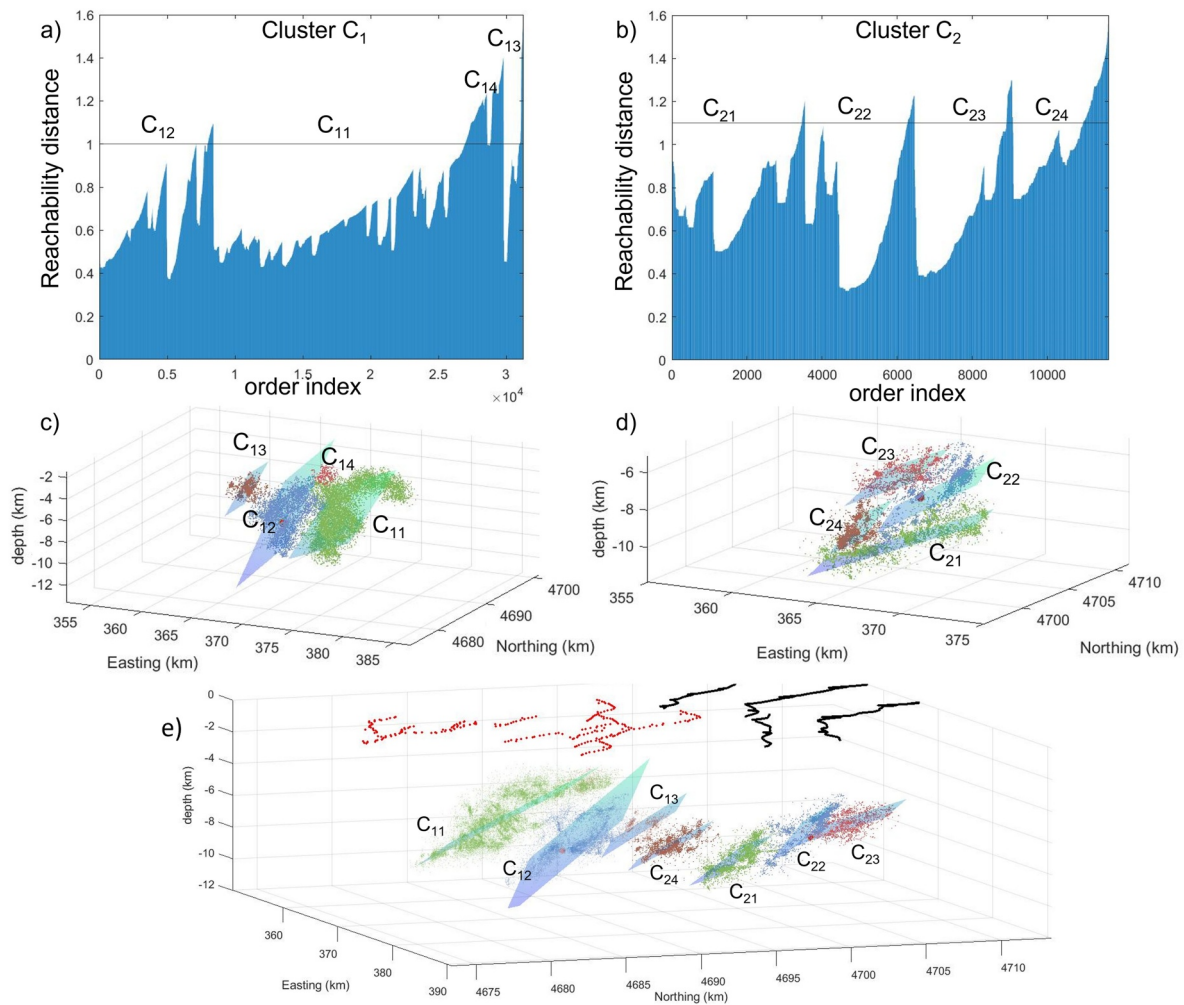 a)
Cluster C1
C13
C14
C12
C11
Reachability distance
1.6
1.4
1.2
1
0.8
0.6
0.4
0.2
0
0 0.5 1 1.5 2 2.5 3
order index
×10^4
b)
Cluster C2
C21
C22
C23
C24
Reachability distance
1.6
1.4
1.2
1
0.8
0.6
0.4
0.2
0
0 2000 4000 6000 8000 10000
order index
c)
C13
C14
C12
C11
depth (km)
-2
-4
-6
-8
-10
-12
355 360 365 370 375 380 385
Easting (km)
4680 4690 4700
Northing (km)
d)
C23
C22
C24
C21
depth (km)
-6
-8
-10
355 360 365 370 375
Easting (km)
4700 4705 4710
Northing (km)
e)
depth (km)
0
-2
-4
-6
-8
-10
-12
C11
C12
C13
C24
C21
C22
C23
360 370 380 390
Easting (km)
4675 4680 4685 4690 4695 4700 4705 4710
Northing (km)